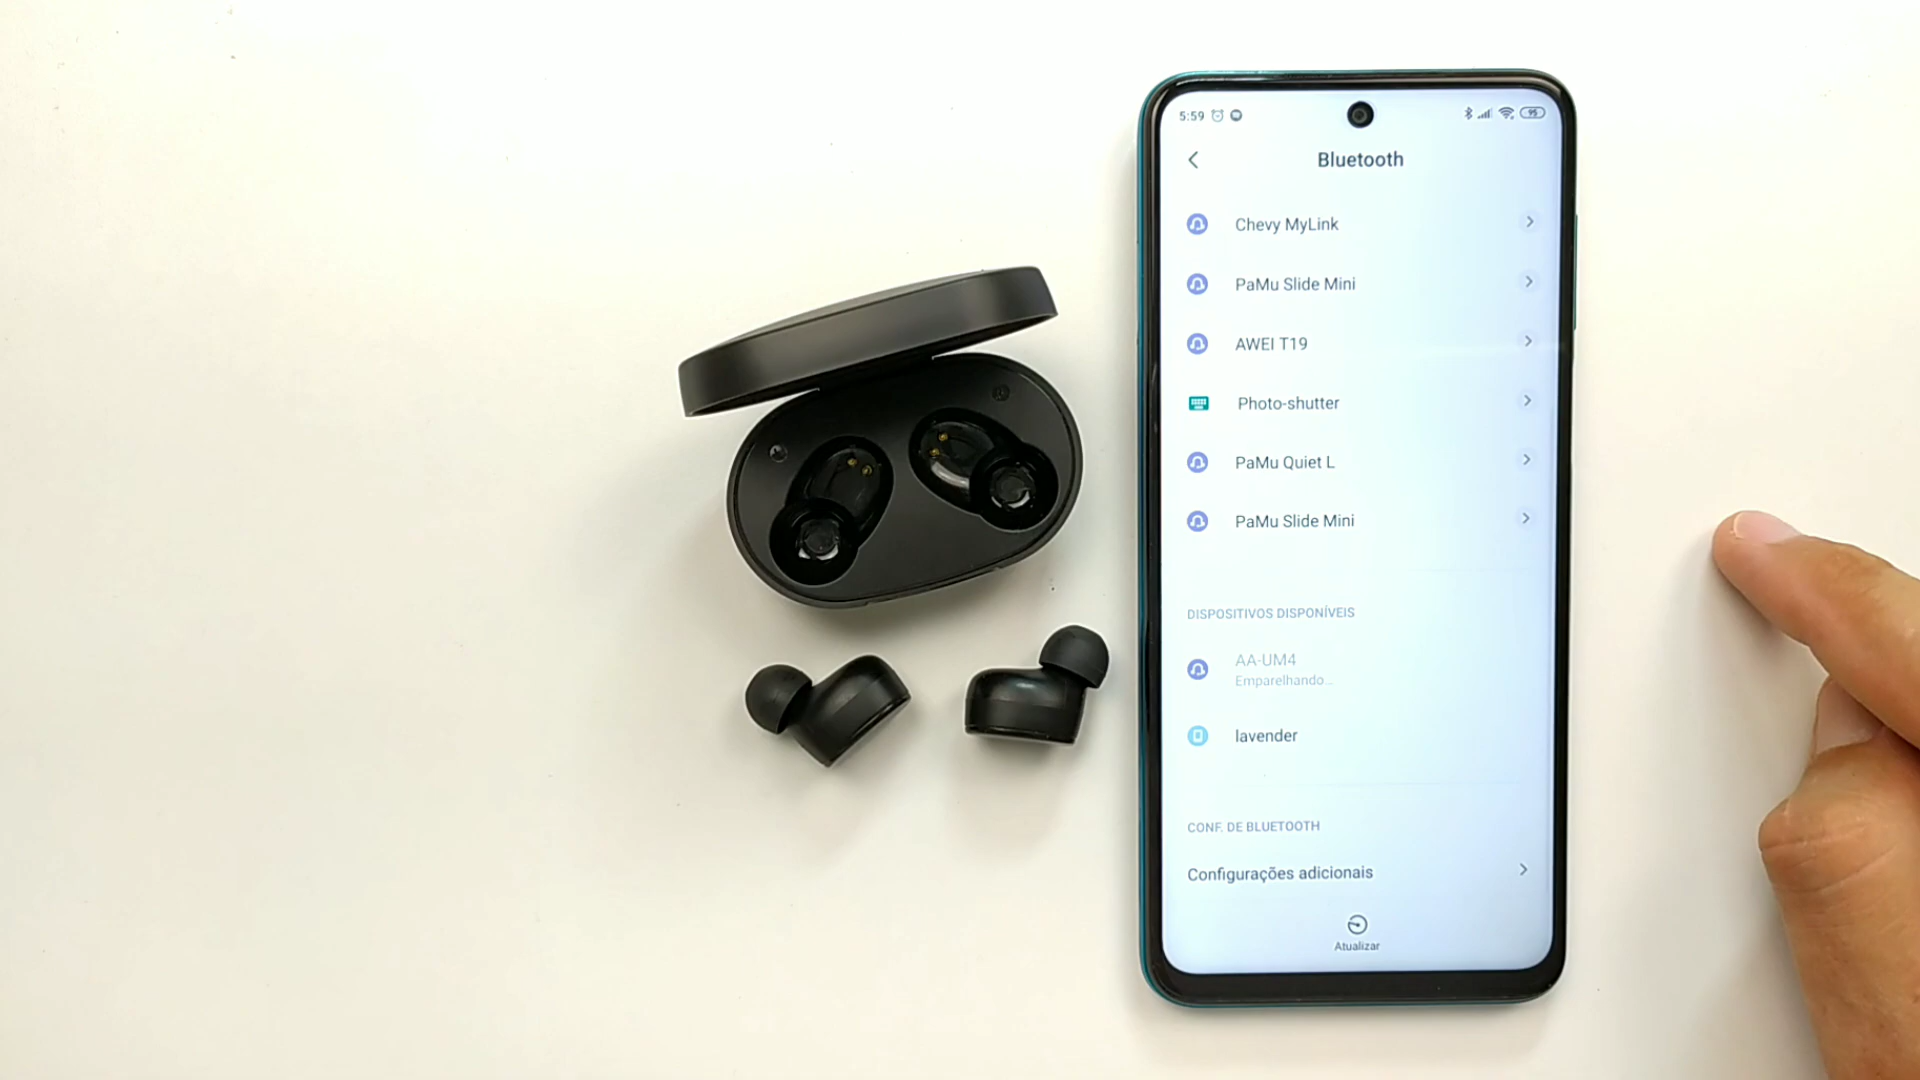 5:59
95
Bluetooth
Chevy MyLink
PaMu Slide Mini
AWEI T19
Photo-shutter
PaMu Quiet L
PaMu Slide Mini
DISPOSITIVOS DISPONÍVEIS
AA-UM4
Emparelhando...
lavender
CONF. DE BLUETOOTH
Configurações adicionais
Atualizar